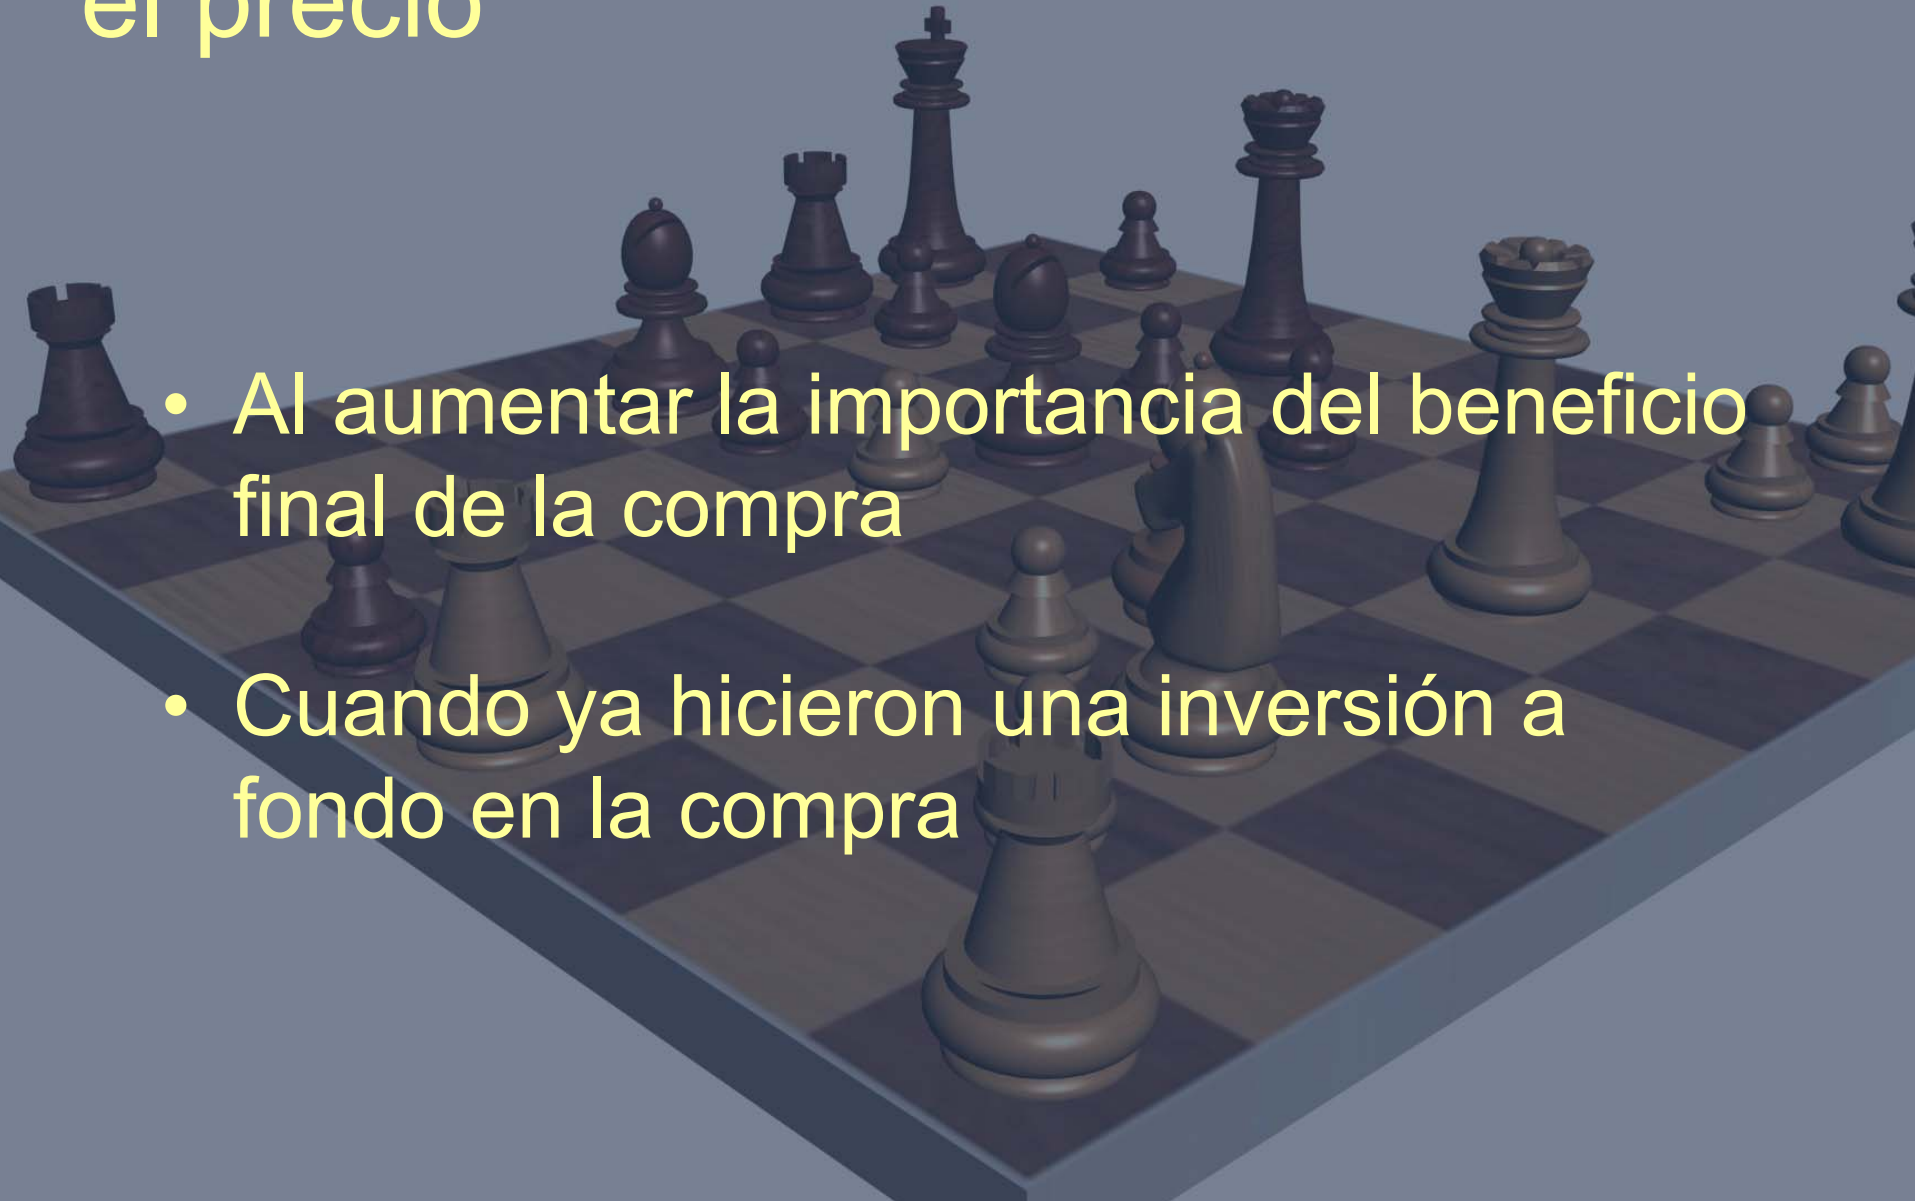 el precio
• Al aumentar la importancia del beneficio
final de la compra
• Cuando ya hicieron una inversión a
fondo en la compra